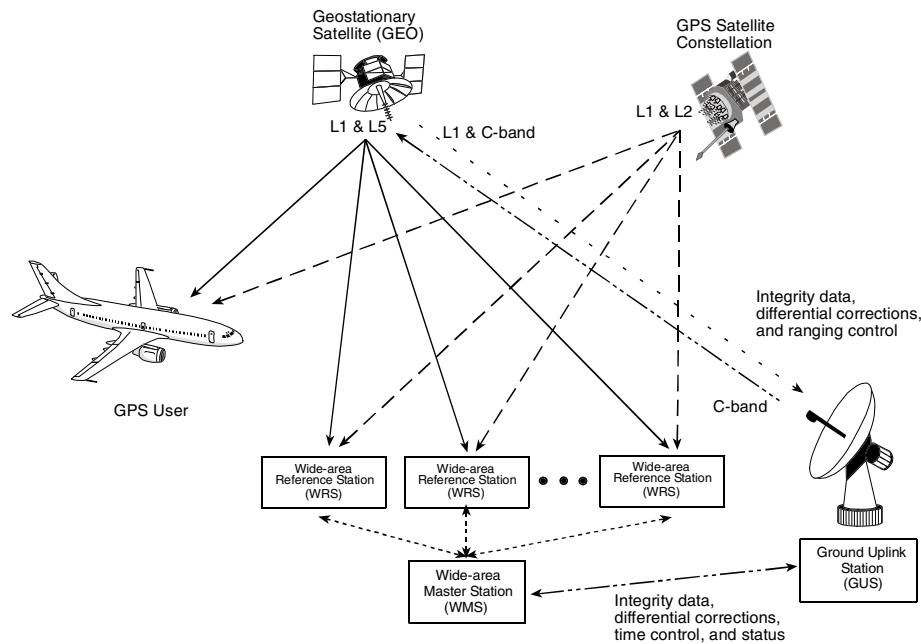 Geostationary
Satellite (GEO)
GPS Satellite
Constellation
L1 & L5
L1 & C-band
L1 & L2
Integrity data,
differential corrections,
and ranging control
GPS User
C-band
Wide-area
Reference Station
(WRS)
Wide-area
Reference Station
(WRS)
Wide-area
Reference Station
(WRS)
Wide-area
Master Station
(WMS)
Ground Uplink
Station
(GUS)
Integrity data,
differential corrections,
time control, and status